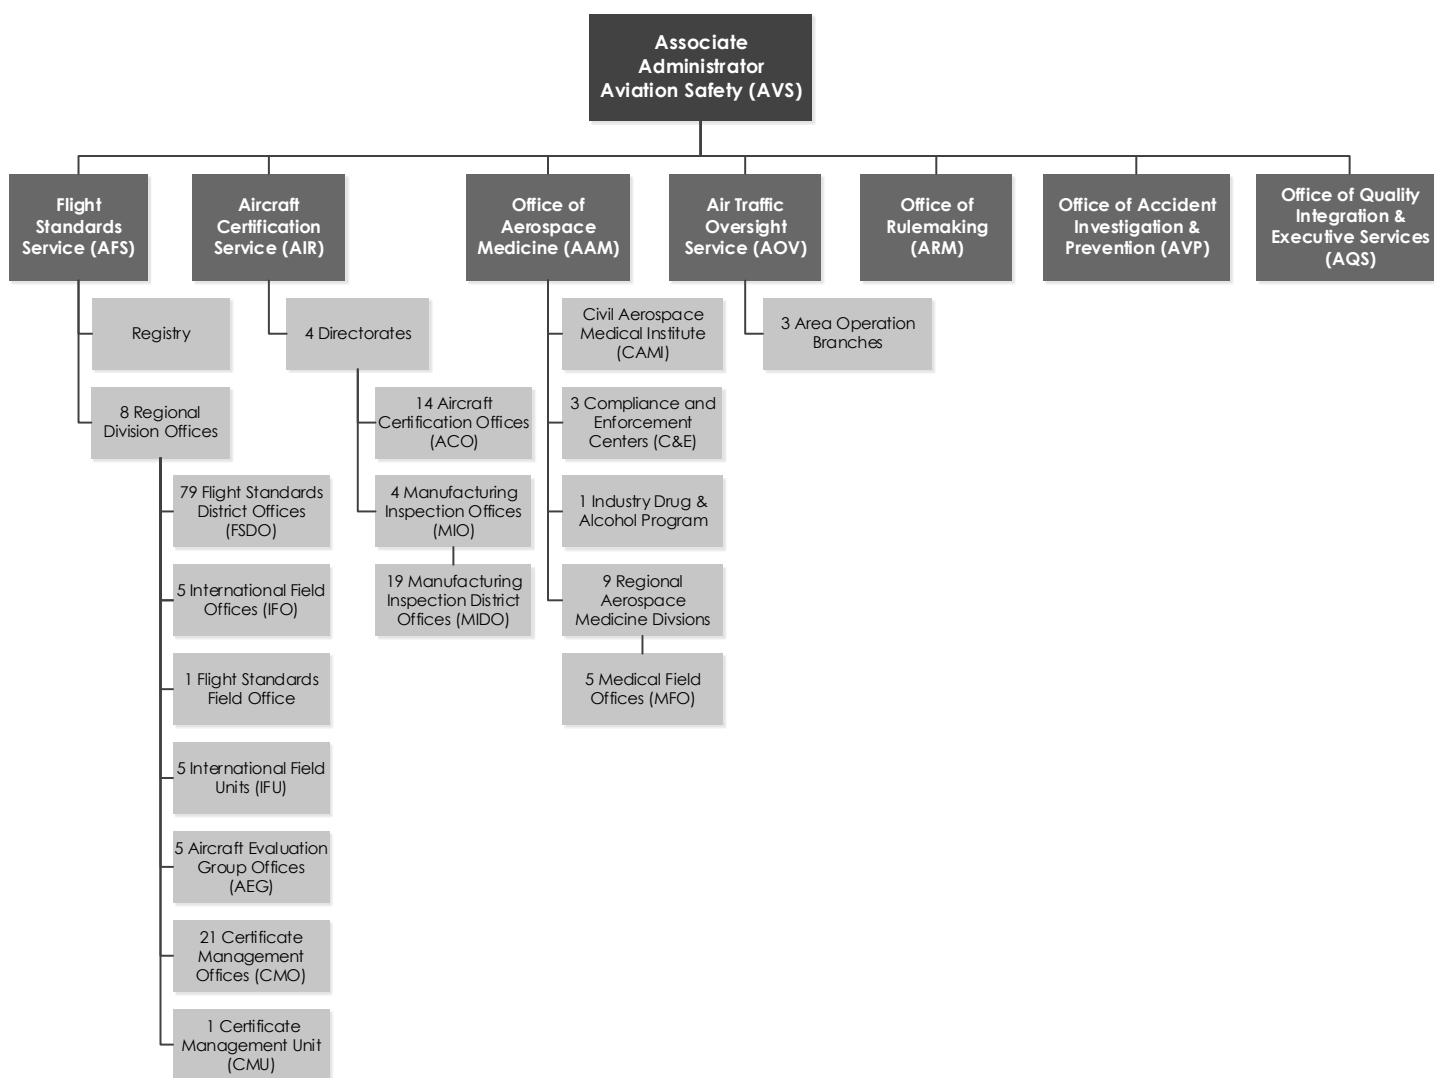 Associate
Administrator
Aviation Safety (AVS)
Flight
Standards
Service (AFS)
Aircraft
Certification
Service (AIR)
Office of
Aerospace
Medicine (AAM)
Air Traffic
Oversight
Service (AOV)
Office of
Rulemaking
(ARM)
Office of Accident
Investigation &
Prevention (AVP)
Office of Quality
Integration &
Executive Services
(AQS)
Registry
8 Regional
Division Offices
79 Flight Standards
District Offices
(FSDO)
5 International Field
Offices (IFO)
1 Flight Standards
Field Office
5 International Field
Units (IFU)
5 Aircraft Evaluation
Group Offices
(AEG)
21 Certificate
Management
Offices (CMO)
1 Certificate
Management Unit
(CMU)
4 Directorates
14 Aircraft
Certification Offices
(ACO)
4 Manufacturing
Inspection Offices
(MIO)
19 Manufacturing
Inspection District
Offices (MIDO)
Civil Aerospace
Medical Institute
(CAMI)
3 Compliance and
Enforcement
Centers (C&E)
1 Industry Drug &
Alcohol Program
9 Regional
Aerospace
Medicine Divsions
5 Medical Field
Offices (MFO)
3 Area Operation
Branches